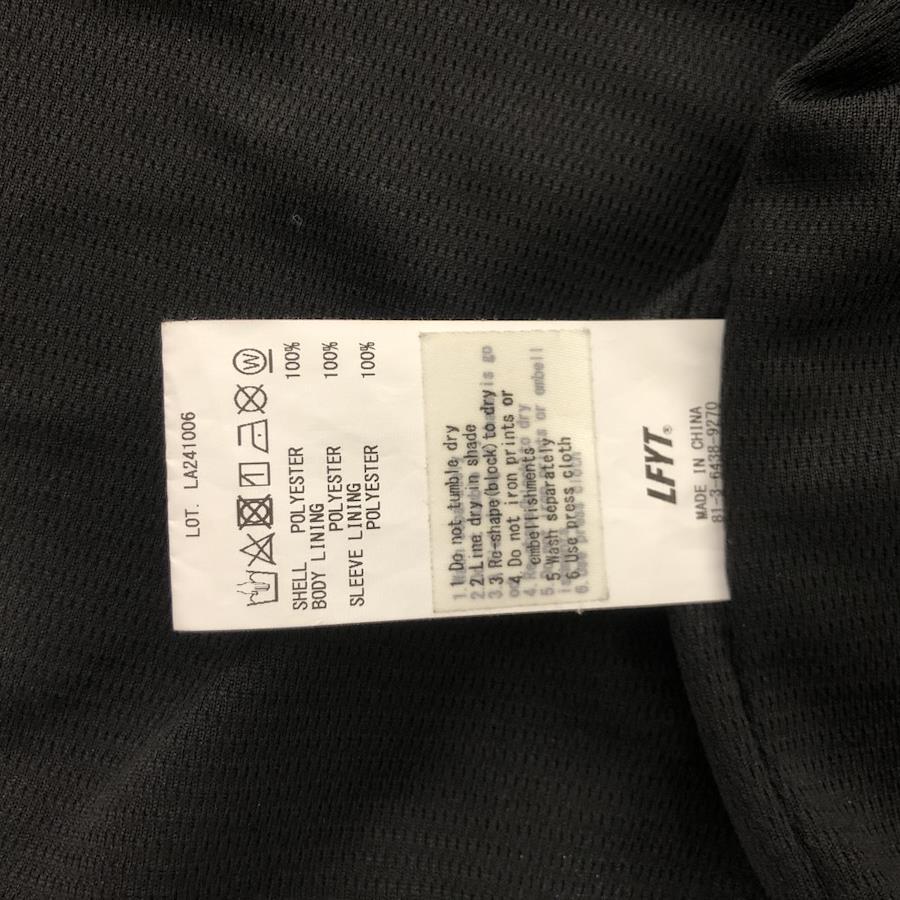 LOT. LA241006
SHELL
POLYESTER 100%
BODY LINING
POLYESTER 100%
SLEEVE LINING
POLYESTER 100%
1. Do not tumble dry
2. Line dry in shade
3. Re-shape(block)to dry
4. Do not iron prints or
embellishments
5 Wash separately
6. Use press cloth
LFYT®
MADE IN CHINA
81-3-6438-9270